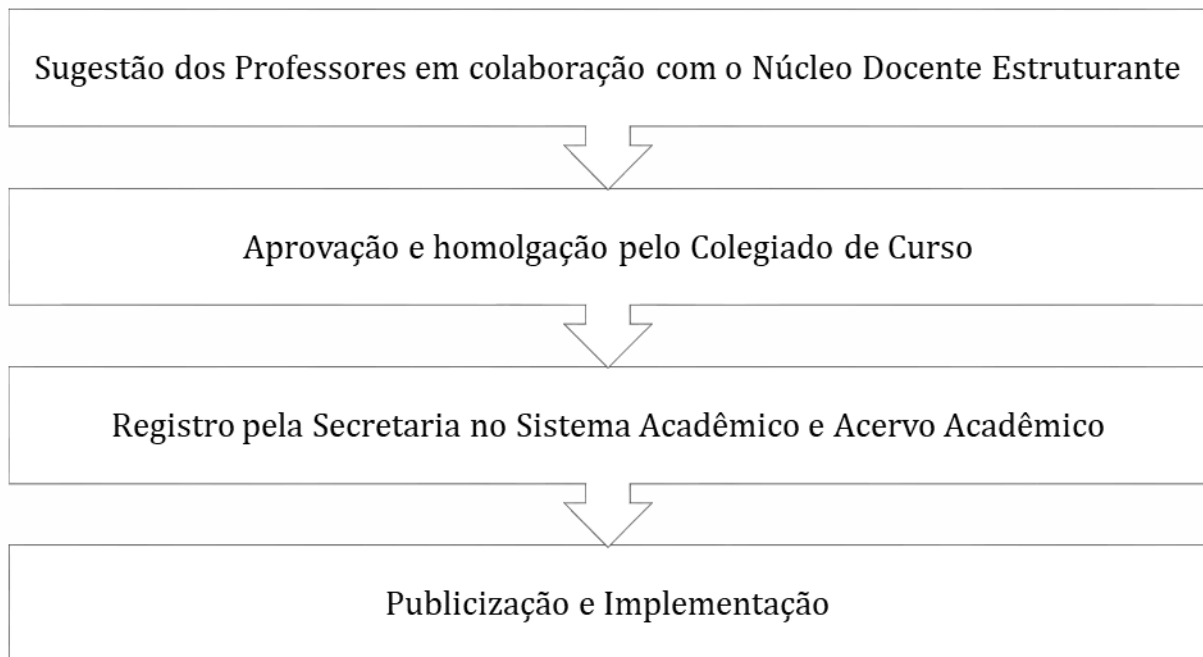 Sugestão dos Professores em colaboração com o Núcleo Docente Estruturante
Aprovação e homolgação pelo Colegiado de Curso
Registro pela Secretaria no Sistema Acadêmico e Acervo Acadêmico
Publicização e Implementação